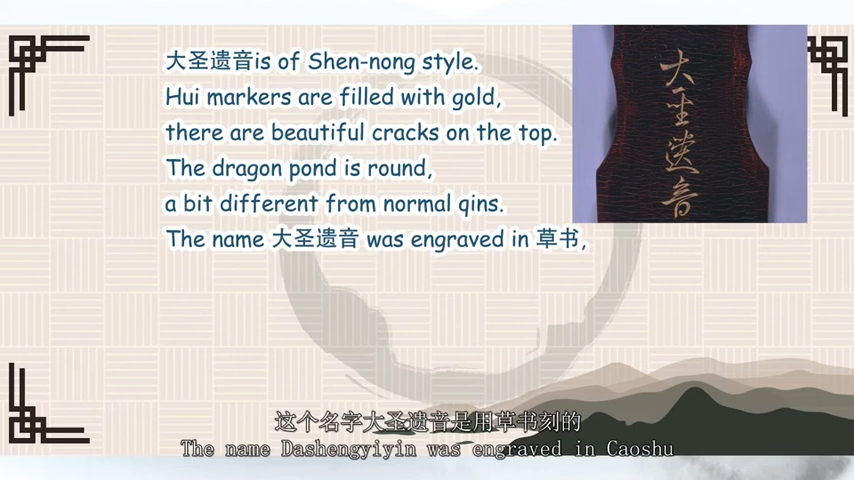 大圣遗音is of Shen-nong style.
Hui markers are filled with gold,
there are beautiful cracks on the top.
The dragon pond is round,
a bit different from normal qins.
The name 大圣遗音 was engraved in 草书,
大圣遗音
这个名字大圣遗音是用草书刻的
The name Dashengyiyin was engraved in Caoshu